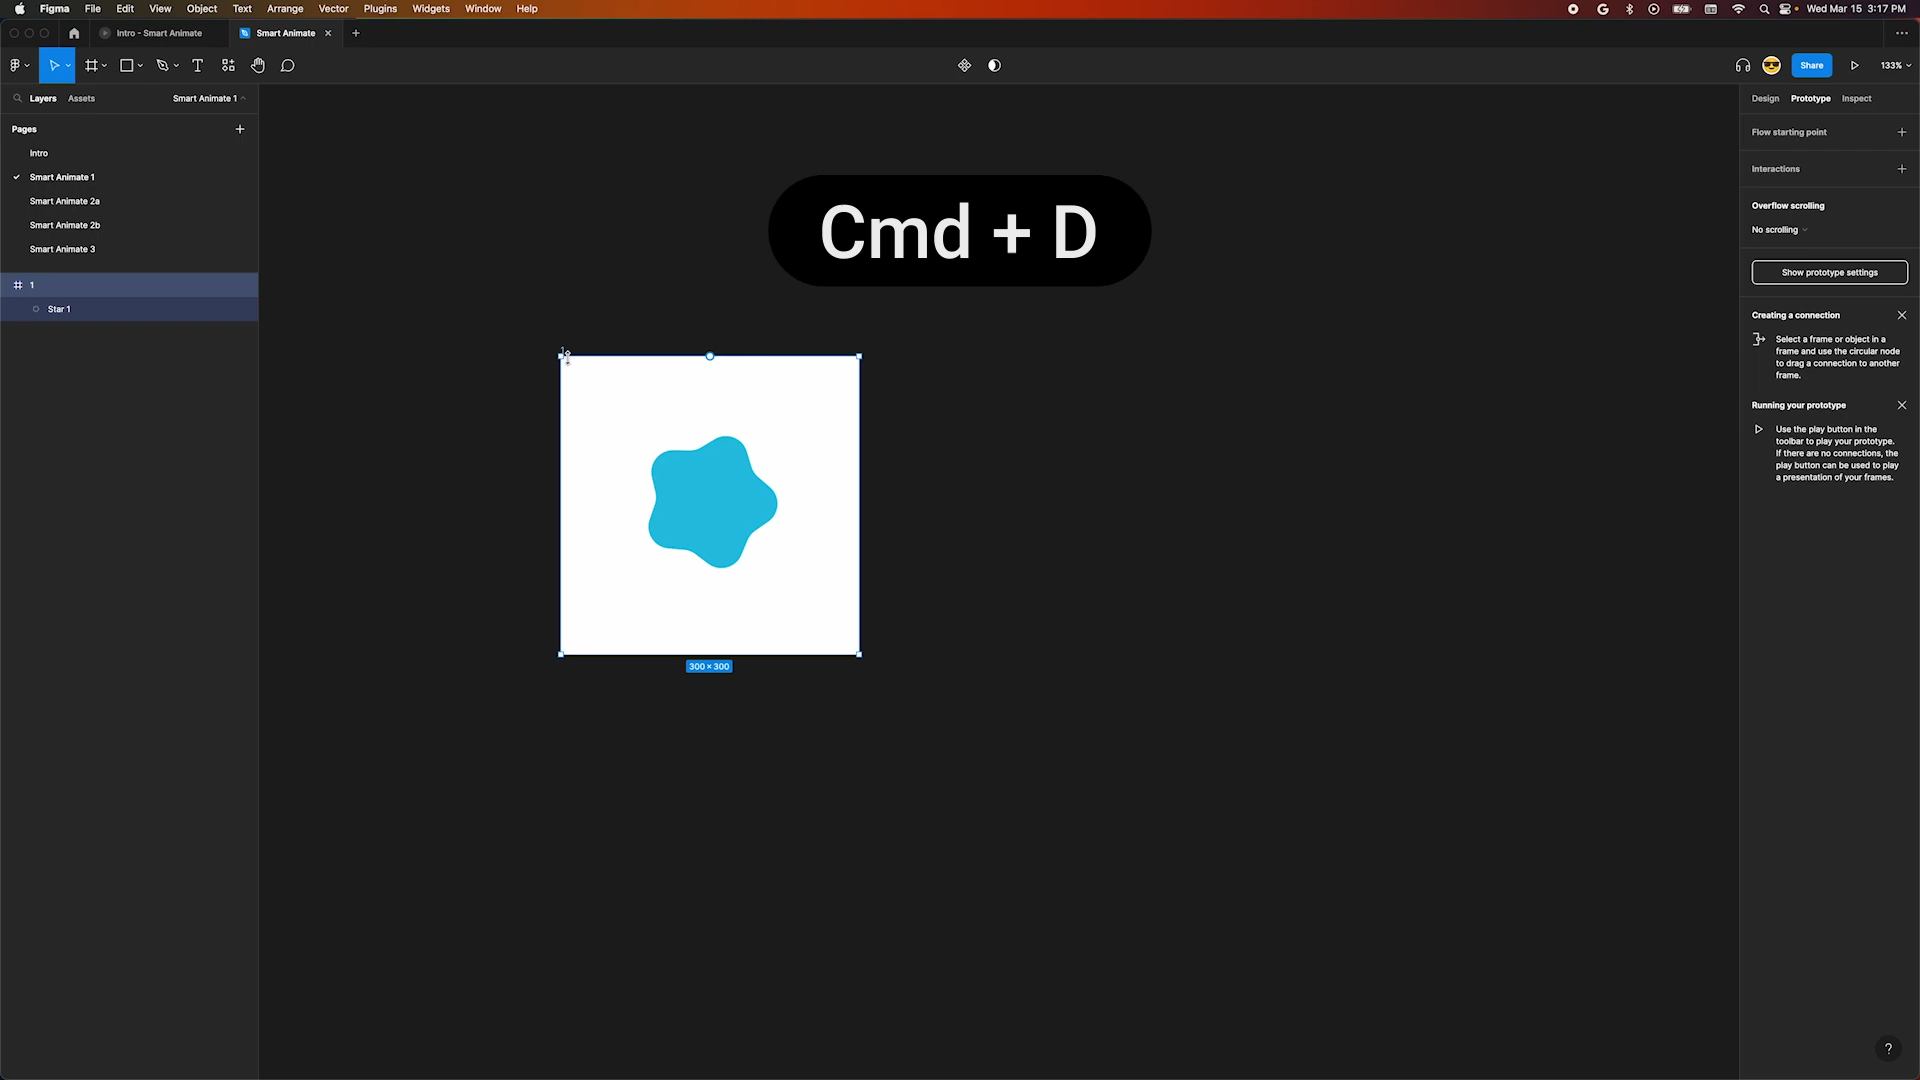 Figma File Edit View Object Text Arrange Vector Plugins Widgets Window Help
Wed Mar 15 3:17 PM
Intro - Smart Animate
Smart Animate
Share
133%
Layers Assets
Smart Animate 1
Design Prototype Inspect
Pages
Intro
Smart Animate 1
Smart Animate 2a
Smart Animate 2b
Smart Animate 3
1
Star 1
Cmd + D
1
300 × 300
Flow starting point
Interactions
Overflow scrolling
No scrolling
Show prototype settings
Creating a connection
Select a frame or object in a
frame and use the circular node
to drag a connection to another
frame.
Running your prototype
Use the play button in the
toolbar to play your prototype.
If there are no connections, the
play button can be used to play
a presentation of your frames.
?